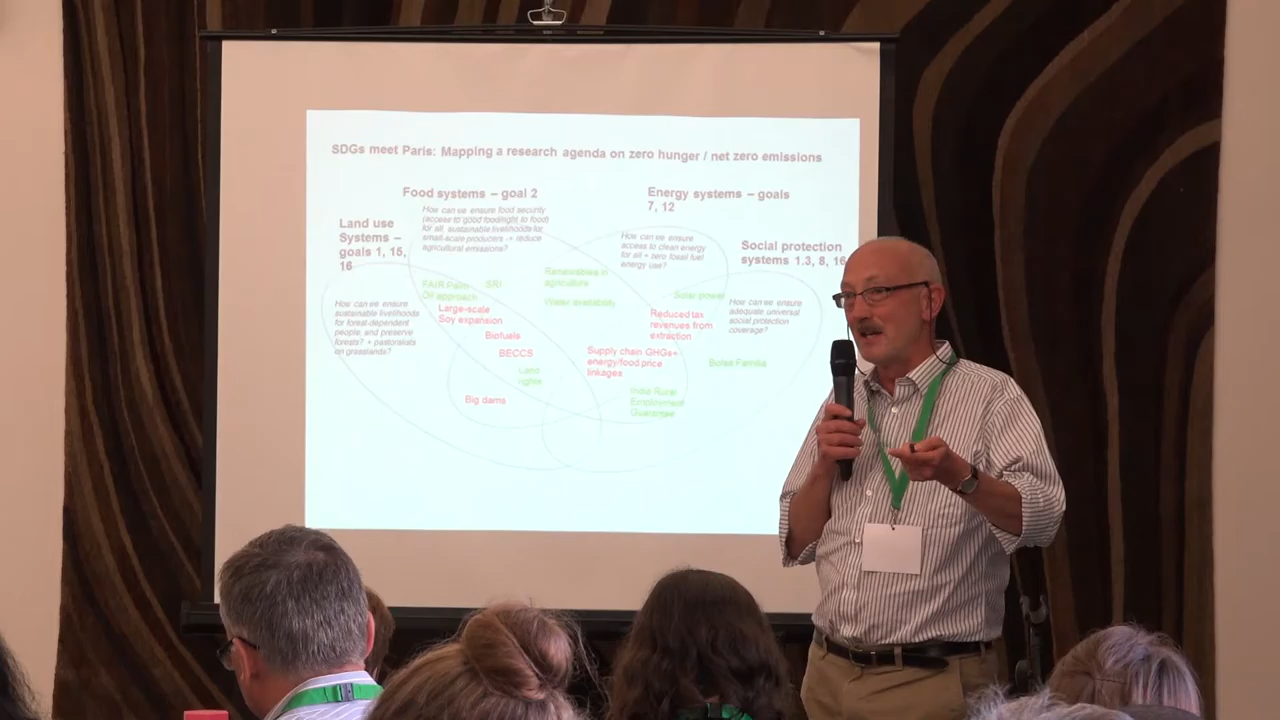 SDGs meet Paris: Mapping a research agenda on zero hunger / net zero emissions
Food systems – goal 2
How can we ensure food security
(access to good food/right to food)
for all, sustainable livelihoods for
small-scale producers + reduce
agricultural emissions?
Energy systems – goals
7, 12
How can we ensure
access to clean energy
for all + zero fossil fuel
energy use?
Land use
Systems –
goals 1, 15,
16
How can we ensure
sustainable livelihoods
for forest-dependent
people, and preserve
forests? + pastoralists
on grasslands?
Social protection
systems 1.3, 8, 16
How can we ensure
adequate universal
social protection
coverage?
FAIR Palm
Oil approach
SRI
Large-scale
Soy expansion
Biofuels
BECCS
Land
rights
Big dams
Renewables in
agriculture
Water availability
Solar power
Reduced tax
revenues from
extraction
Supply chain GHGs+
energy/food price
linkages
Bolsa Familia
India Rural
Employment
Guarantee